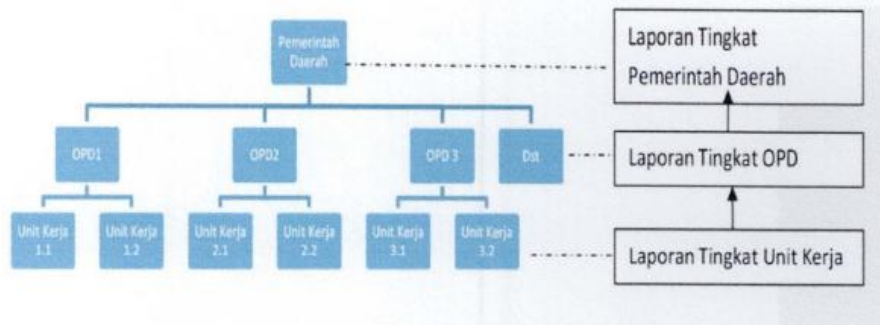 Pemerintah
Daerah
Laporan Tingkat
Pemerintah Daerah
OPD1
OPD2
OPD 3
Dst
Laporan Tingkat OPD
Unit Kerja
1.1
Unit Kerja
1.2
Unit Kerja
2.1
Unit Kerja
2.2
Unit Kerja
3.1
Unit Kerja
3.2
Laporan Tingkat Unit Kerja